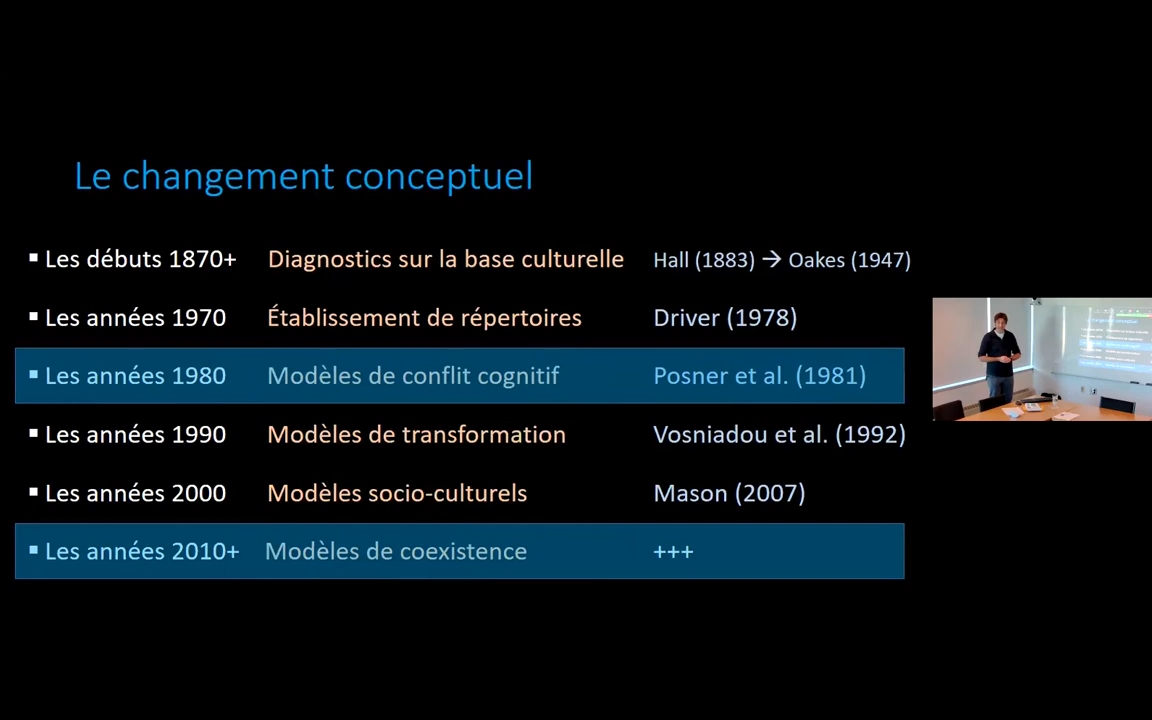 Le changement conceptuel
▪ Les débuts 1870+ Diagnostics sur la base culturelle Hall (1883) → Oakes (1947)
▪ Les années 1970 Établissement de répertoires Driver (1978)
▪ Les années 1980 Modèles de conflit cognitif Posner et al. (1981)
▪ Les années 1990 Modèles de transformation Vosniadou et al. (1992)
▪ Les années 2000 Modèles socio-culturels Mason (2007)
▪ Les années 2010+ Modèles de coexistence +++